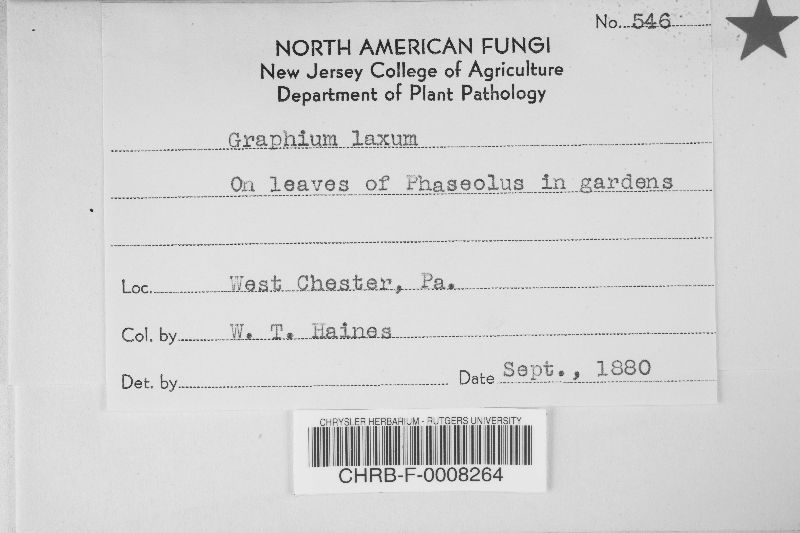 No. 546
NORTH AMERICAN FUNGI
New Jersey College of Agriculture
Department of Plant Pathology
Graphium laxum
On leaves of Phaseolus in gardens
Loc. West Chester, Pa.
Col. by W. T. Haines
Det. by
Date Sept., 1880
CHRYSLER HERBARIUM - RUTGERS UNIVERSITY
CHRB-F-0008264